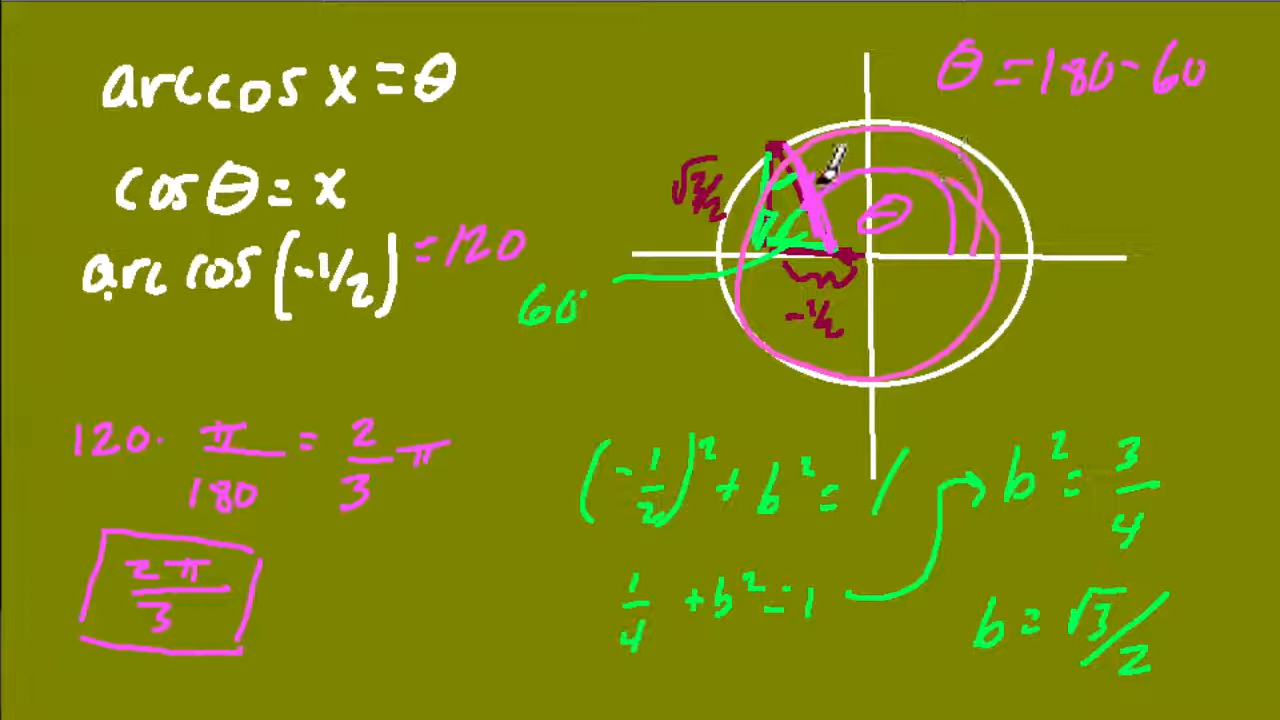 arccos x = θ
θ = 180 - 60
cosθ = x
√3/2
θ
arccos(-1/2) = 120
60°
-1/2
120 · π/180 = 2/3 π
(-1/2)² + b² = 1
b² = 3/4
2π/3
1/4 + b² = 1
b = √3/2